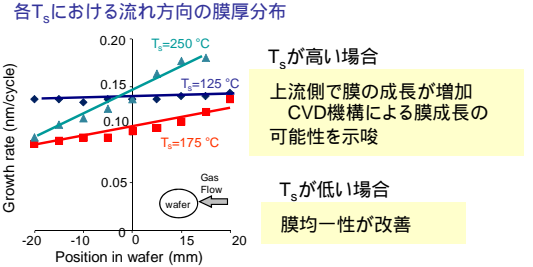 各Tsにおける流れ方向の膜厚分布
0.20
0.15
0.10
0.05
0
Growth rate (nm/cycle)
Ts=250 °C
Ts=125 °C
Ts=175 °C
Gas
Flow
wafer
-20
-10
0
10
15
20
Position in wafer (mm)
Tsが高い場合
上流側で膜の成長が増加
CVD機構による膜成長の
可能性を示唆
Tsが低い場合
膜均一性が改善